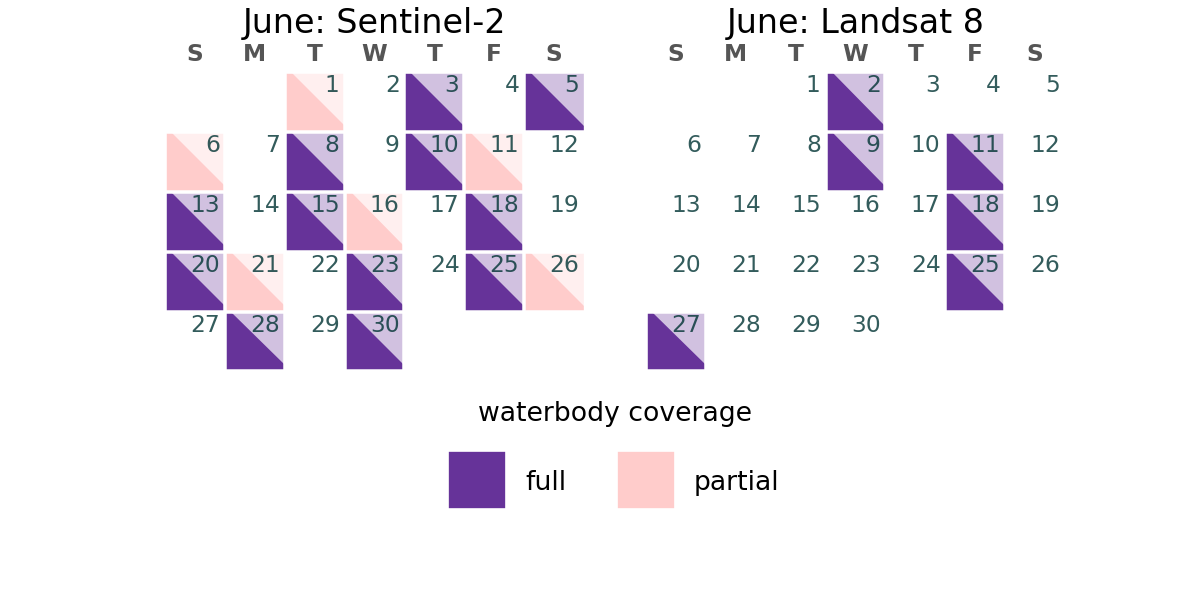 June: Sentinel-2
S M T W T F S
1 2 3 4 5
6 7 8 9 10 11 12
13 14 15 16 17 18 19
20 21 22 23 24 25 26
27 28 29 30
June: Landsat 8
S M T W T F S
1 2 3 4 5
6 7 8 9 10 11 12
13 14 15 16 17 18 19
20 21 22 23 24 25 26
27 28 29 30
waterbody coverage
full partial